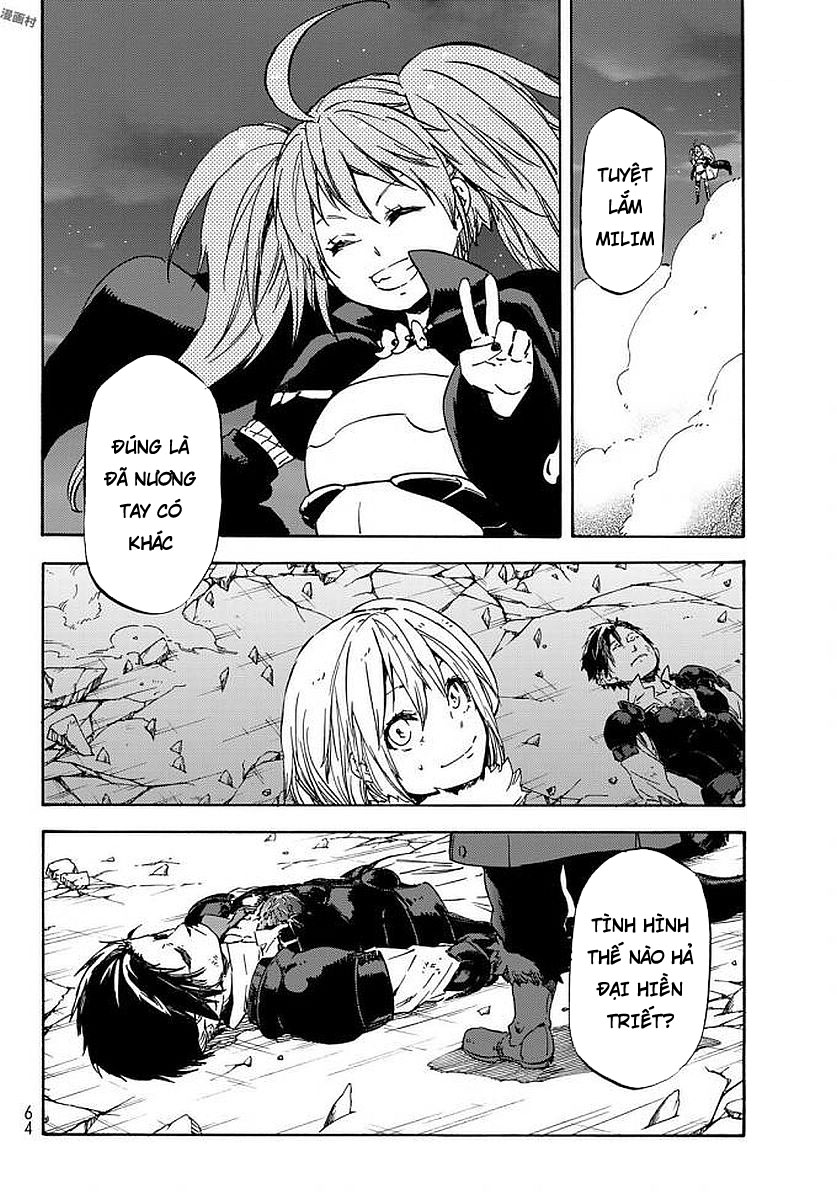 漫画村
TUYỆT
LẮM
MILIM
ĐÚNG LÀ
ĐÃ NƯƠNG
TAY CÓ
KHÁC
TÌNH HÌNH
THẾ NÀO HẢ
ĐẠI HIỀN
TRIẾT?
64